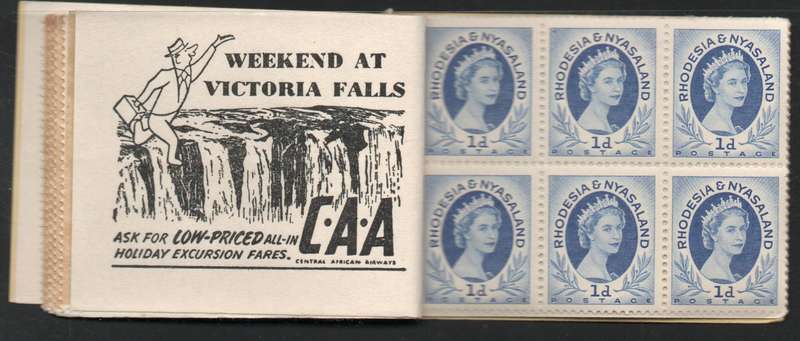 WEEKEND AT
VICTORIA FALLS
ASK FOR LOW-PRICED ALL-IN
HOLIDAY EXCURSION FARES.
C·A·A
CENTRAL AFRICAN AIRWAYS
RHODESIA & NYASALAND
1d
POSTAGE
RHODESIA & NYASALAND
1d
POSTAGE
RHODESIA & NYASALAND
1d
POSTAGE
RHODESIA & NYASALAND
1d
POSTAGE
RHODESIA & NYASALAND
1d
POSTAGE
RHODESIA & NYASALAND
1d
POSTAGE